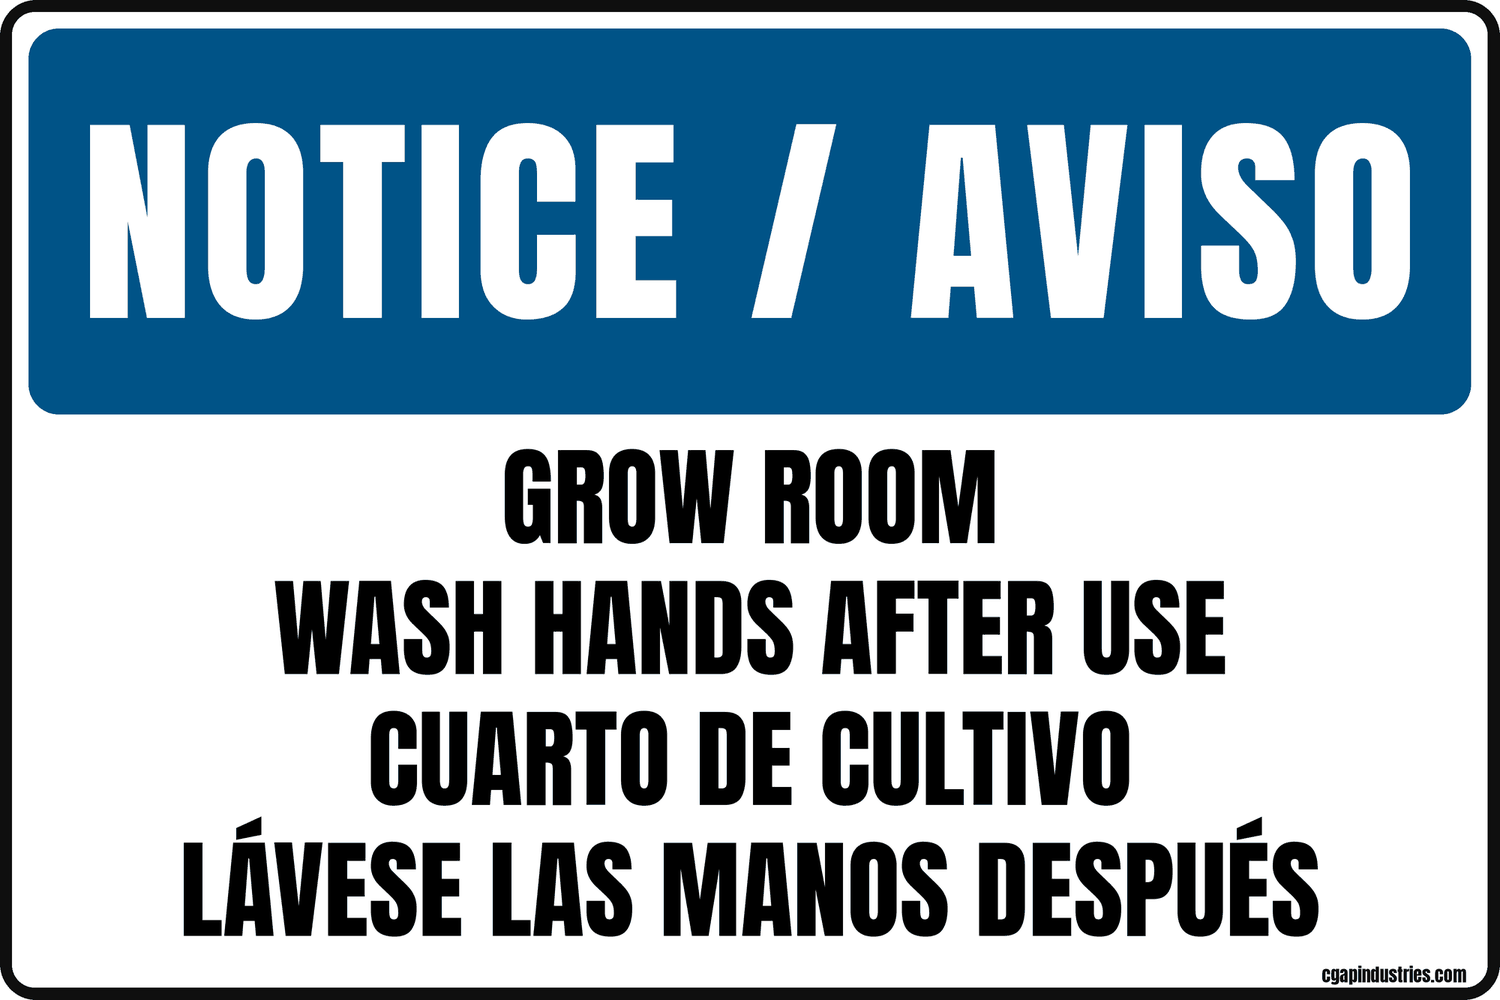 NOTICE / AVISO
GROW ROOM
WASH HANDS AFTER USE
CUARTO DE CULTIVO
LÁVESE LAS MANOS DESPUÉS
cgapindustries.com